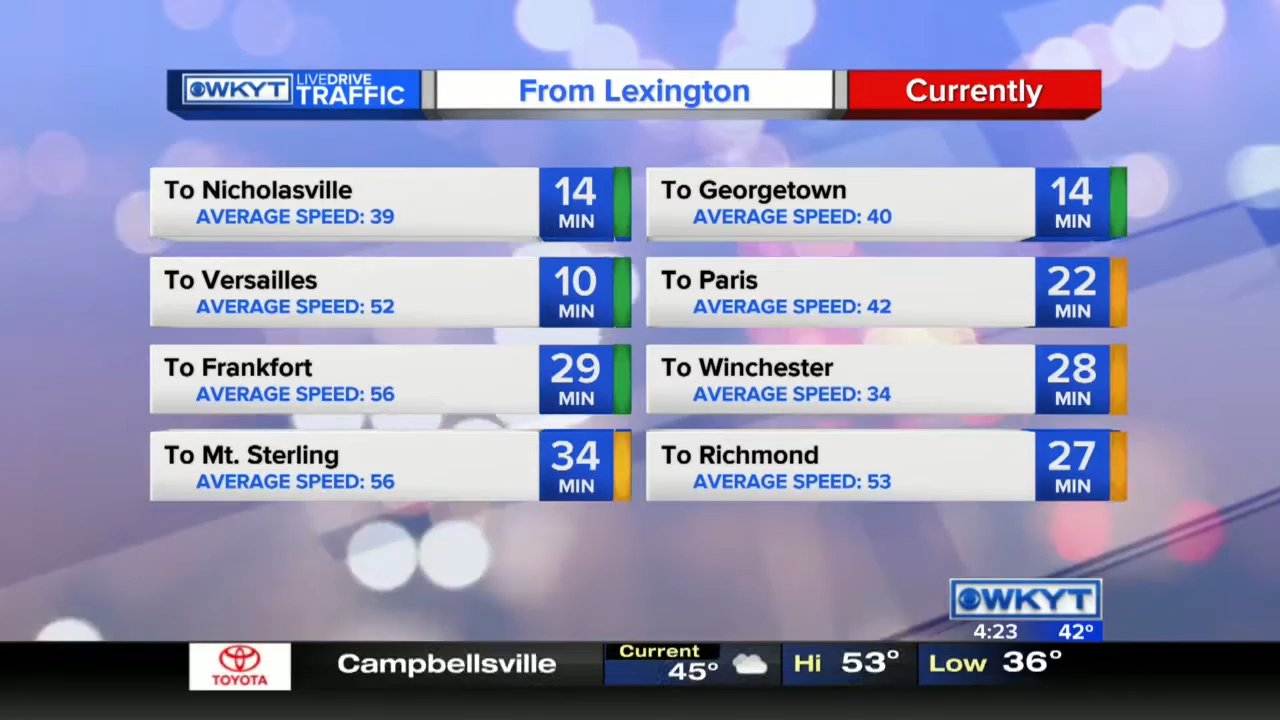 WKYT LIVEDRIVE TRAFFIC From Lexington Currently
To Nicholasville
AVERAGE SPEED: 39
14 MIN
To Georgetown
AVERAGE SPEED: 40
14 MIN
To Versailles
AVERAGE SPEED: 52
10 MIN
To Paris
AVERAGE SPEED: 42
22 MIN
To Frankfort
AVERAGE SPEED: 56
29 MIN
To Winchester
AVERAGE SPEED: 34
28 MIN
To Mt. Sterling
AVERAGE SPEED: 56
34 MIN
To Richmond
AVERAGE SPEED: 53
27 MIN
WKYT
4:23 42°
TOYOTA Campbellsville Current 45° Hi 53° Low 36°